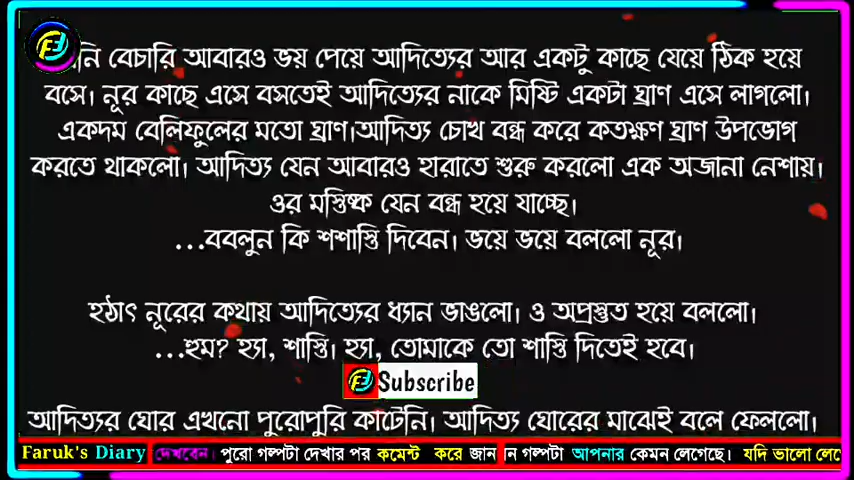 বেচারি আবারও ভয় পেয়ে আদিত্যের আর একটু কাছে যেয়ে ঠিক হয়ে
বসে। নূর কাছে এসে বসতেই আদিত্যের নাকে মিষ্টি একটা ঘ্রাণ এসে লাগলো।
একদম বেলিফুলের মতো ঘ্রাণ।আদিত্য চোখ বন্ধ করে কতক্ষণ ঘ্রাণ উপভোগ
করতে থাকলো। আদিত্য যেন আবারও হারাতে শুরু করলো এক অজানা নেশায়।
ওর মস্তিষ্ক যেন বন্ধ হয়ে যাচ্ছে।
...ববলুন কি শশাস্তি দিবেন। ভয়ে ভয়ে বললো নূর।
হঠাৎ নূরের কথায় আদিত্যের ধ্যান ভাঙলো। ও অপ্রস্তুত হয়ে বললো।
...হুম? হ্যা, শাস্তি। হ্যা, তোমাকে তো শাস্তি দিতেই হবে।
Subscribe
আদিত্যর ঘোর এখনো পুরোপুরি কাটেনি। আদিত্য ঘোরের মাঝেই বলে ফেললো।
Faruk's Diary দেখবেন। পুরো গল্পটা দেখার পর কমেন্ট করে গল্পটা আপনার কেমন লেগেছে। যদি ভালো